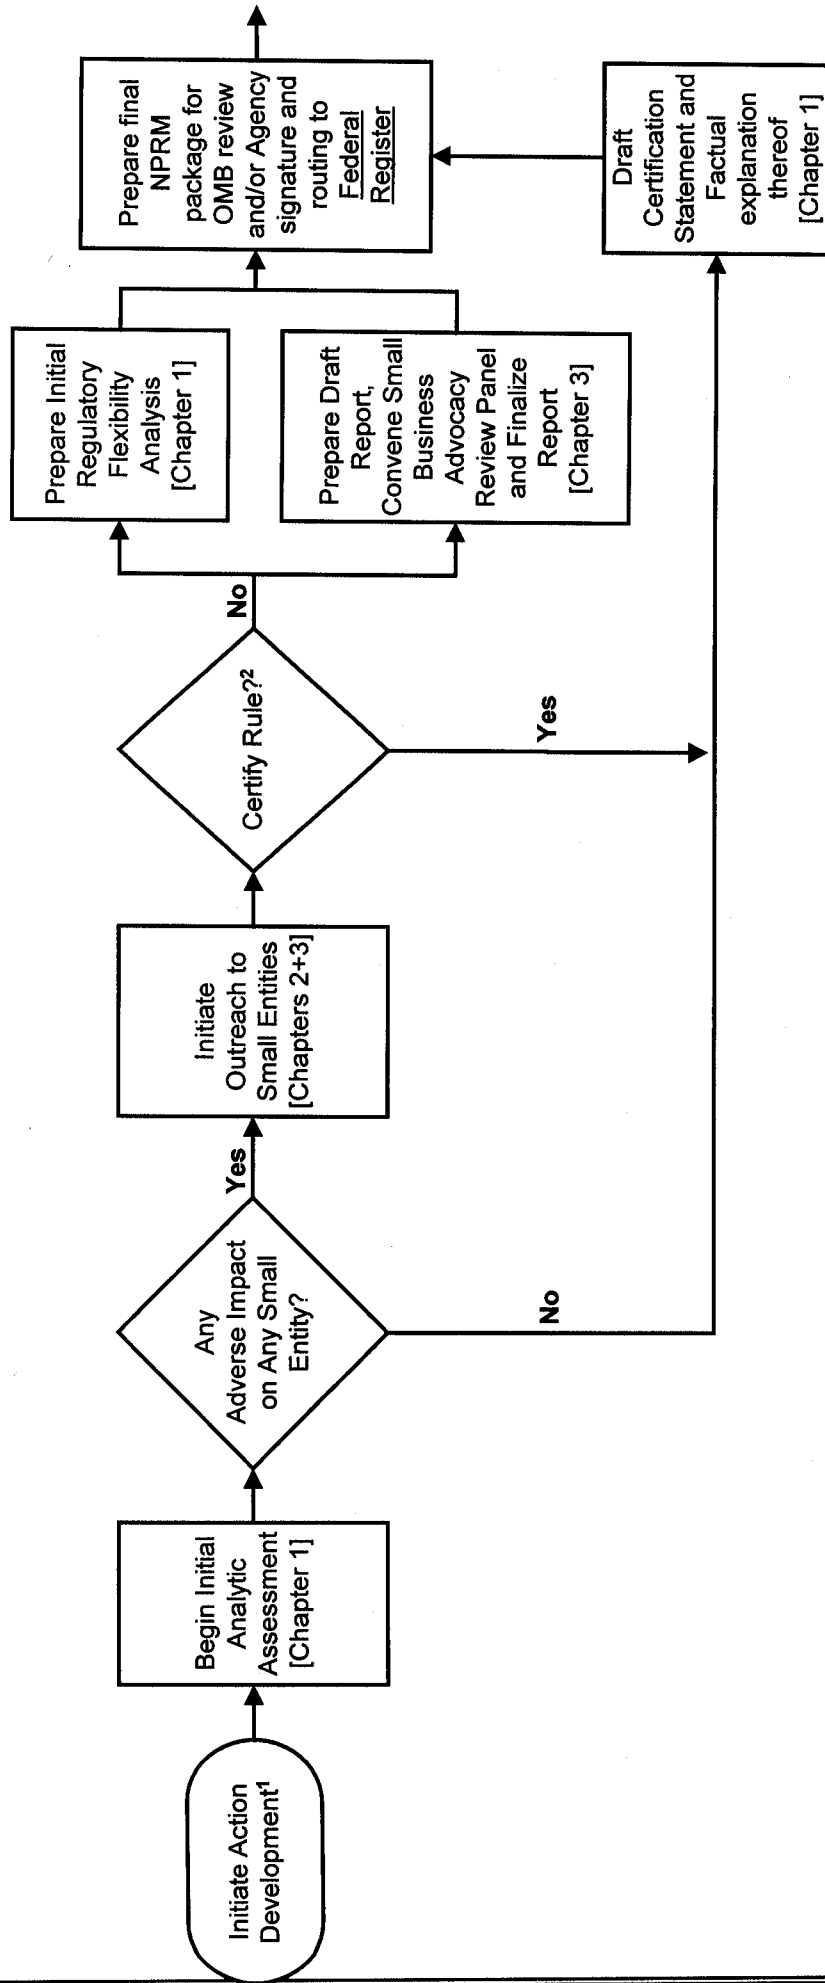 Initiate Action
Development¹
Begin Initial
Analytic
Assessment
[Chapter 1]
Any
Adverse Impact
on Any Small
Entity?
Yes
No
Initiate
Outreach to
Small Entities
[Chapters 2+3]
Certify Rule?²
No
Yes
Prepare Initial
Regulatory
Flexibility
Analysis
[Chapter 1]
Prepare Draft
Report,
Convene Small
Business
Advocacy
Review Panel
and Finalize
Report
[Chapter 3]
Prepare final
NPRM
package for
OMB review
and/or Agency
signature and
routing to
Federal
Register
Draft
Certification
Statement and
Factual
explanation
thereof
[Chapter 1]